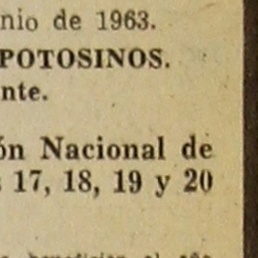 nio de 1963.
POTOSINOS.
nte.
ón Nacional de
s 17, 18, 19 y 20